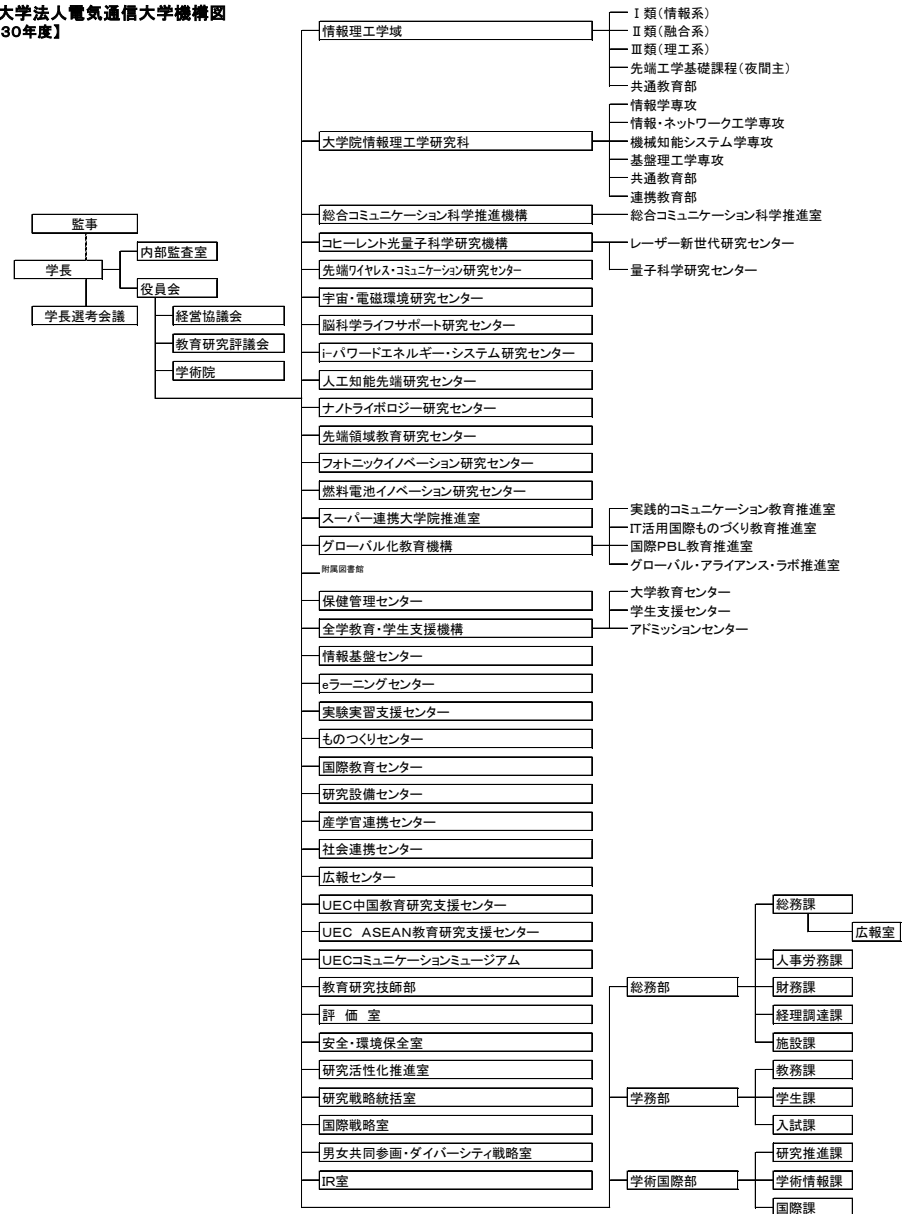 大学法人電気通信大学機構図
30年度】
監事
学長
学長選考会議
内部監査室
役員会
経営協議会
教育研究評議会
学術院
情報理工学域
Ⅰ類(情報系)
Ⅱ類(融合系)
Ⅲ類(理工系)
先端工学基礎課程(夜間主)
共通教育部
大学院情報理工学研究科
情報学専攻
情報・ネットワーク工学専攻
機械知能システム学専攻
基盤理工学専攻
共通教育部
連携教育部
総合コミュニケーション科学推進機構
総合コミュニケーション科学推進室
コヒーレント光量子科学研究機構
レーザー新世代研究センター
量子科学研究センター
先端ワイヤレス・コミュニケーション研究センター
宇宙・電磁環境研究センター
脳科学ライフサポート研究センター
i-パワードエネルギー・システム研究センター
人工知能先端研究センター
ナノトライボロジー研究センター
先端領域教育研究センター
フォトニックイノベーション研究センター
燃料電池イノベーション研究センター
スーパー連携大学院推進室
グローバル化教育機構
実践的コミュニケーション教育推進室
IT活用国際ものづくり教育推進室
国際PBL教育推進室
グローバル・アライアンス・ラボ推進室
附属図書館
保健管理センター
全学教育・学生支援機構
大学教育センター
学生支援センター
アドミッションセンター
情報基盤センター
eラーニングセンター
実験実習支援センター
ものつくりセンター
国際教育センター
研究設備センター
産学官連携センター
社会連携センター
広報センター
UEC中国教育研究支援センター
UEC ASEAN教育研究支援センター
UECコミュニケーションミュージアム
教育研究技師部
評 価 室
安全・環境保全室
研究活性化推進室
研究戦略統括室
国際戦略室
男女共同参画・ダイバーシティ戦略室
IR室
総務部
総務課
広報室
人事労務課
財務課
経理調達課
施設課
学務部
教務課
学生課
入試課
学術国際部
研究推進課
学術情報課
国際課